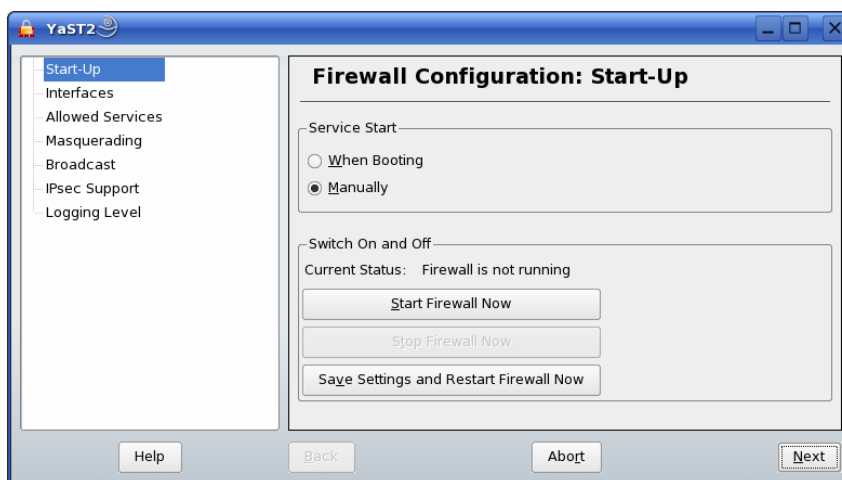 YaST2
Start-Up
Interfaces
Allowed Services
Masquerading
Broadcast
IPsec Support
Logging Level
Firewall Configuration: Start-Up
Service Start
When Booting
Manually
Switch On and Off
Current Status: Firewall is not running
Start Firewall Now
Stop Firewall Now
Save Settings and Restart Firewall Now
Help
Back
Abort
Next